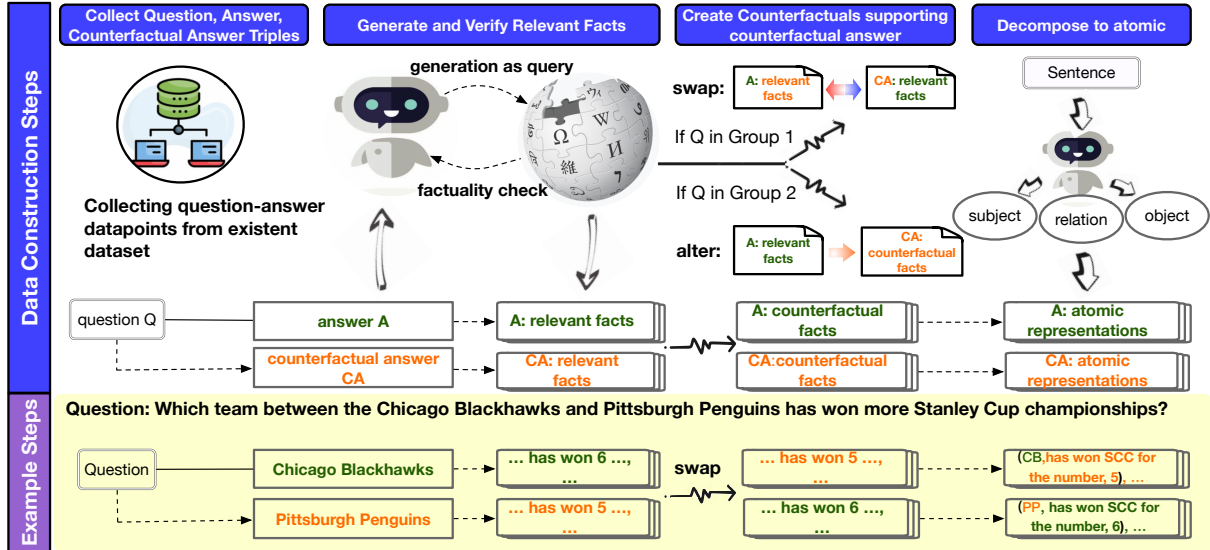 Collect Question, Answer,
Counterfactual Answer Triples
Generate and Verify Relevant Facts
Create Counterfactuals supporting
counterfactual answer
Decompose to atomic
Data Construction Steps
generation as query
factuality check
Ω
W
維
И
Collecting question-answer
datapoints from existent
dataset
swap:
A: relevant
facts
CA: relevant
facts
If Q in Group 1
If Q in Group 2
alter:
A: relevant
facts
CA:
counterfactual
facts
Sentence
subject
relation
object
question Q
answer A
A: relevant facts
A: counterfactual
facts
A: atomic
representations
counterfactual answer
CA
CA: relevant
facts
CA:counterfactual
facts
CA: atomic
representations
Example Steps
Question: Which team between the Chicago Blackhawks and Pittsburgh Penguins has won more Stanley Cup championships?
Question
Chicago Blackhawks
... has won 6 ...,
...
swap
... has won 5 ...,
...
(CB,has won SCC for
the number, 5), ...
Pittsburgh Penguins
... has won 5 ...,
...
... has won 6 ...,
...
(PP, has won SCC for
the number, 6), ...